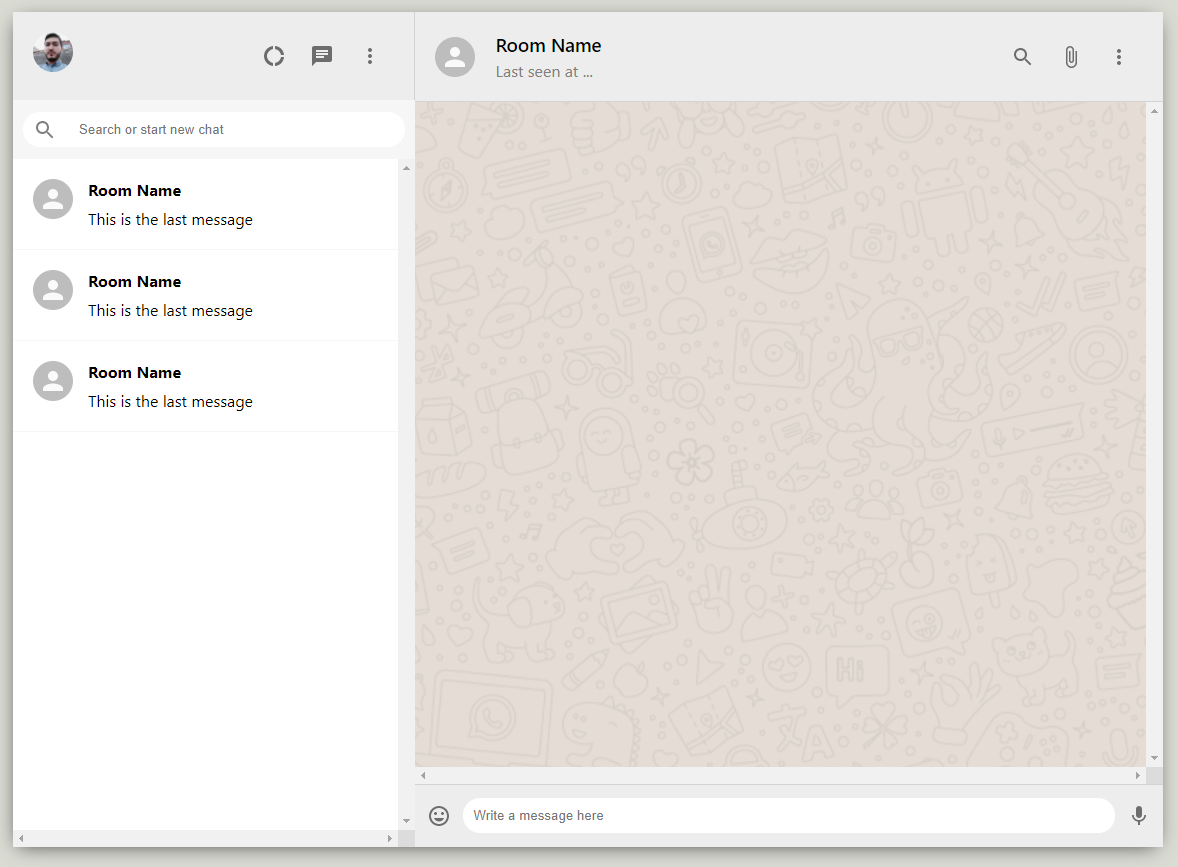 Search or start new chat
Room Name
This is the last message
Room Name
This is the last message
Room Name
This is the last message
Room Name
Last seen at ...
Hi
Write a message here